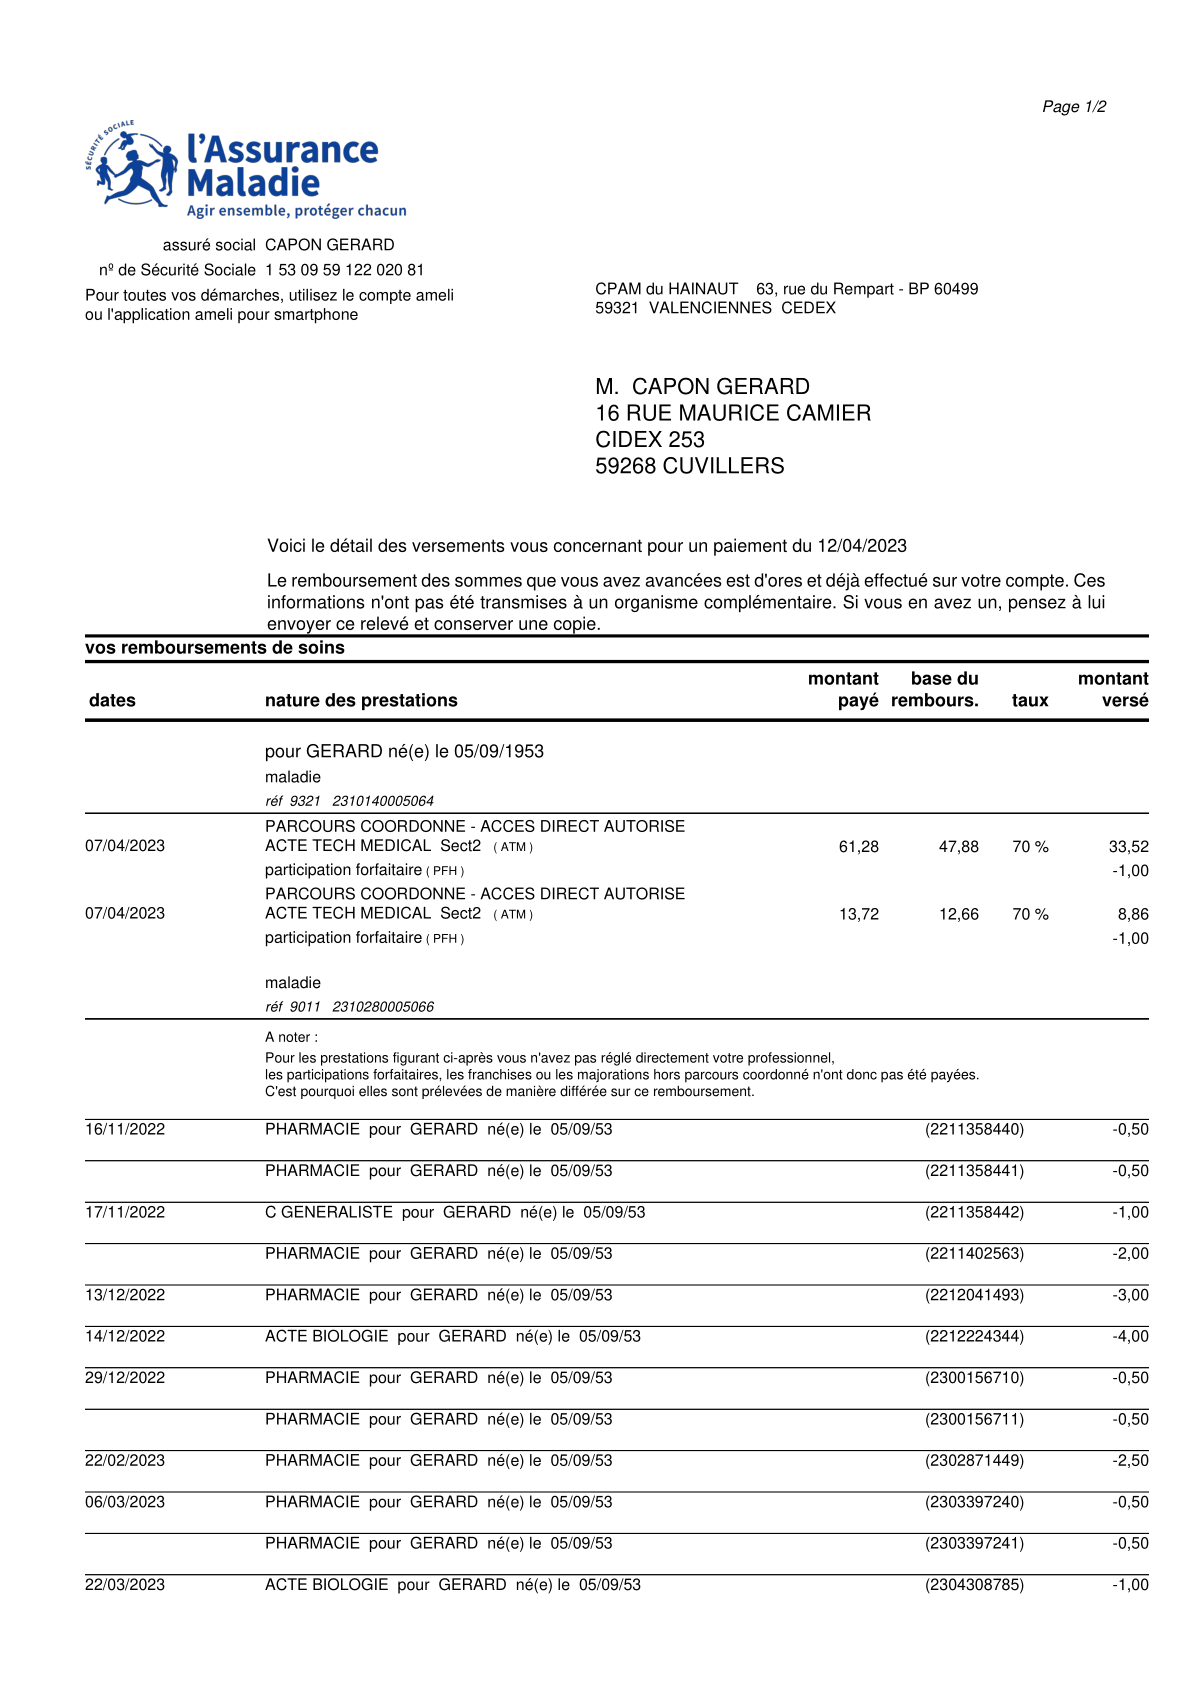 Page 1/2
SÉCURITÉ SOCIALE
l'Assurance
Maladie
Agir ensemble, protéger chacun
assuré social CAPON GERARD
nº de Sécurité Sociale 1 53 09 59 122 020 81
Pour toutes vos démarches, utilisez le compte ameli
ou l'application ameli pour smartphone
CPAM du HAINAUT 63, rue du Rempart - BP 60499
59321 VALENCIENNES CEDEX
M. CAPON GERARD
16 RUE MAURICE CAMIER
CIDEX 253
59268 CUVILLERS
Voici le détail des versements vous concernant pour un paiement du 12/04/2023
Le remboursement des sommes que vous avez avancées est d'ores et déjà effectué sur votre compte. Ces
informations n'ont pas été transmises à un organisme complémentaire. Si vous en avez un, pensez à lui
envoyer ce relevé et conserver une copie.
vos remboursements de soins
dates nature des prestations montant payé base du rembours. taux montant versé
pour GERARD né(e) le 05/09/1953
maladie
réf 9321 2310140005064
PARCOURS COORDONNE - ACCES DIRECT AUTORISE
07/04/2023 ACTE TECH MEDICAL Sect2 ( ATM ) 61,28 47,88 70 % 33,52
participation forfaitaire ( PFH ) -1,00
PARCOURS COORDONNE - ACCES DIRECT AUTORISE
07/04/2023 ACTE TECH MEDICAL Sect2 ( ATM ) 13,72 12,66 70 % 8,86
participation forfaitaire ( PFH ) -1,00
maladie
réf 9011 2310280005066
A noter :
Pour les prestations figurant ci-après vous n'avez pas réglé directement votre professionnel,
les participations forfaitaires, les franchises ou les majorations hors parcours coordonné n'ont donc pas été payées.
C'est pourquoi elles sont prélevées de manière différée sur ce remboursement.
16/11/2022 PHARMACIE pour GERARD né(e) le 05/09/53 (2211358440) -0,50
PHARMACIE pour GERARD né(e) le 05/09/53 (2211358441) -0,50
17/11/2022 C GENERALISTE pour GERARD né(e) le 05/09/53 (2211358442) -1,00
PHARMACIE pour GERARD né(e) le 05/09/53 (2211402563) -2,00
13/12/2022 PHARMACIE pour GERARD né(e) le 05/09/53 (2212041493) -3,00
14/12/2022 ACTE BIOLOGIE pour GERARD né(e) le 05/09/53 (2212224344) -4,00
29/12/2022 PHARMACIE pour GERARD né(e) le 05/09/53 (2300156710) -0,50
PHARMACIE pour GERARD né(e) le 05/09/53 (2300156711) -0,50
22/02/2023 PHARMACIE pour GERARD né(e) le 05/09/53 (2302871449) -2,50
06/03/2023 PHARMACIE pour GERARD né(e) le 05/09/53 (2303397240) -0,50
PHARMACIE pour GERARD né(e) le 05/09/53 (2303397241) -0,50
22/03/2023 ACTE BIOLOGIE pour GERARD né(e) le 05/09/53 (2304308785) -1,00